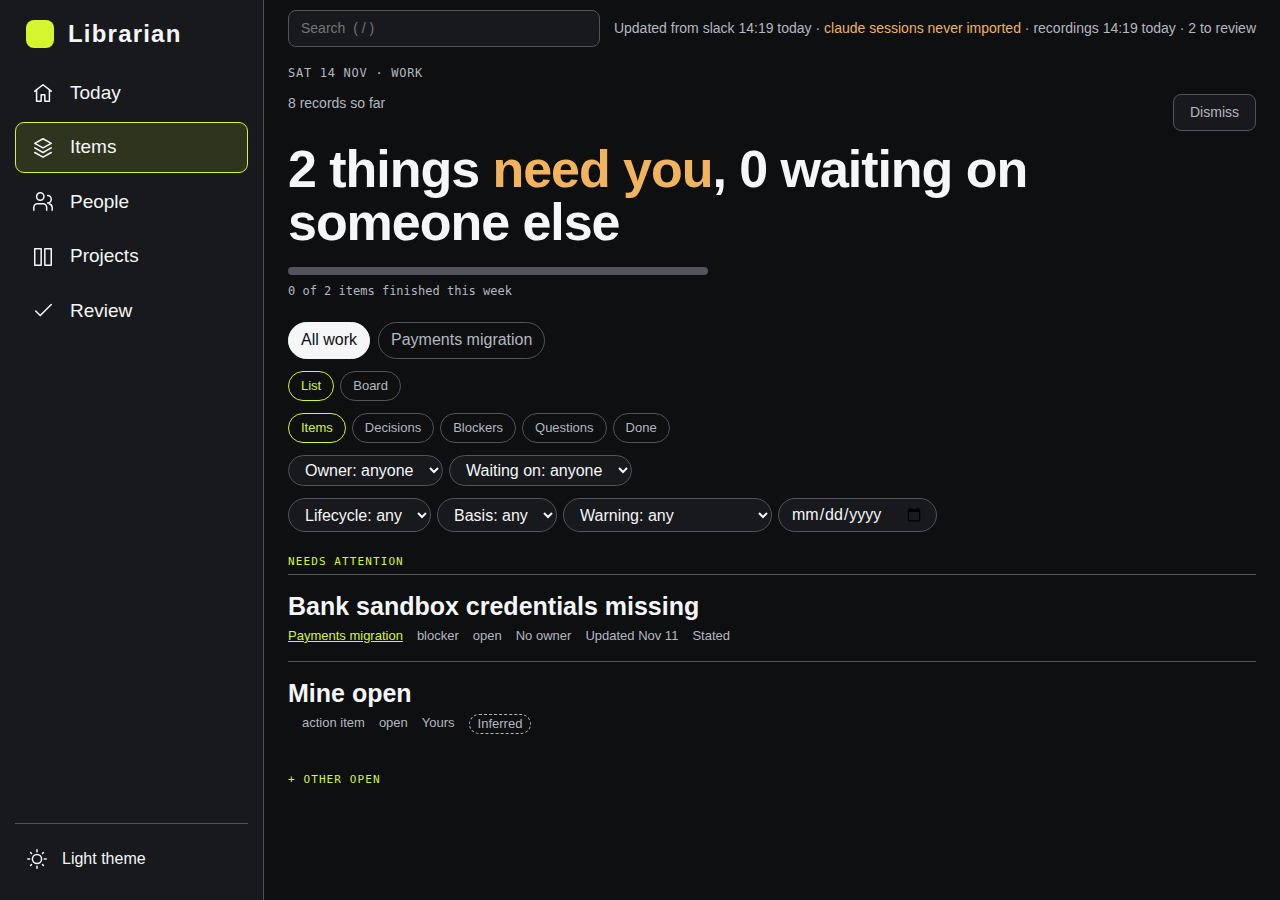 Librarian
Today
Items
People
Projects
Review
Light theme
Search ( / )
Updated from slack 14:19 today · claude sessions never imported · recordings 14:19 today · 2 to review
SAT 14 NOV · WORK
8 records so far
Dismiss
2 things need you, 0 waiting on
someone else
0 of 2 items finished this week
All work Payments migration
List Board
Items Decisions Blockers Questions Done
Owner: anyone Waiting on: anyone
Lifecycle: any Basis: any Warning: any mm/dd/yyyy
NEEDS ATTENTION
Bank sandbox credentials missing
Payments migration blocker open No owner Updated Nov 11 Stated
Mine open
action item open Yours Inferred
+ OTHER OPEN